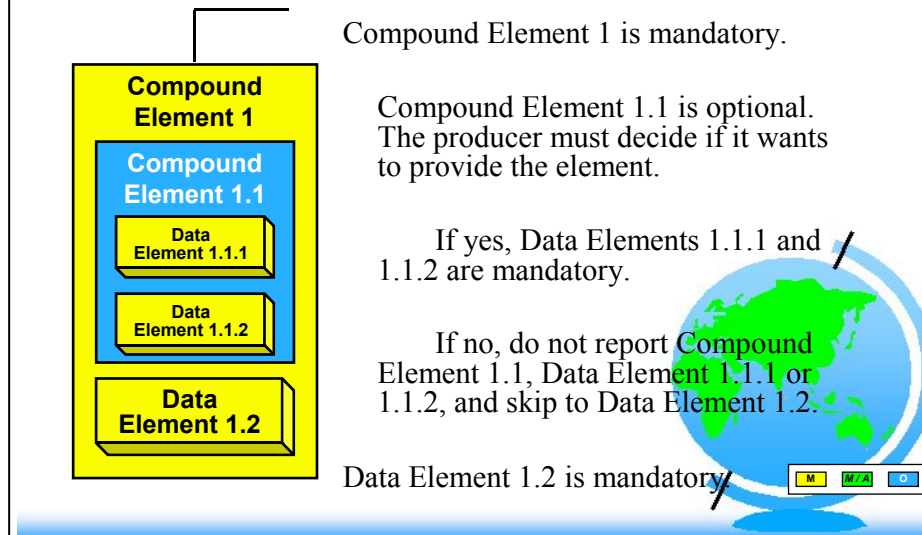 Compound
Element 1
Compound
Element 1.1
Data
Element 1.1.1
Data
Element 1.1.2
Data
Element 1.2
Compound Element 1 is mandatory.
Compound Element 1.1 is optional.
The producer must decide if it wants
to provide the element.
If yes, Data Elements 1.1.1 and
1.1.2 are mandatory.
If no, do not report Compound
Element 1.1, Data Element 1.1.1 or
1.1.2, and skip to Data Element 1.2.
Data Element 1.2 is mandatory.
M M/A O